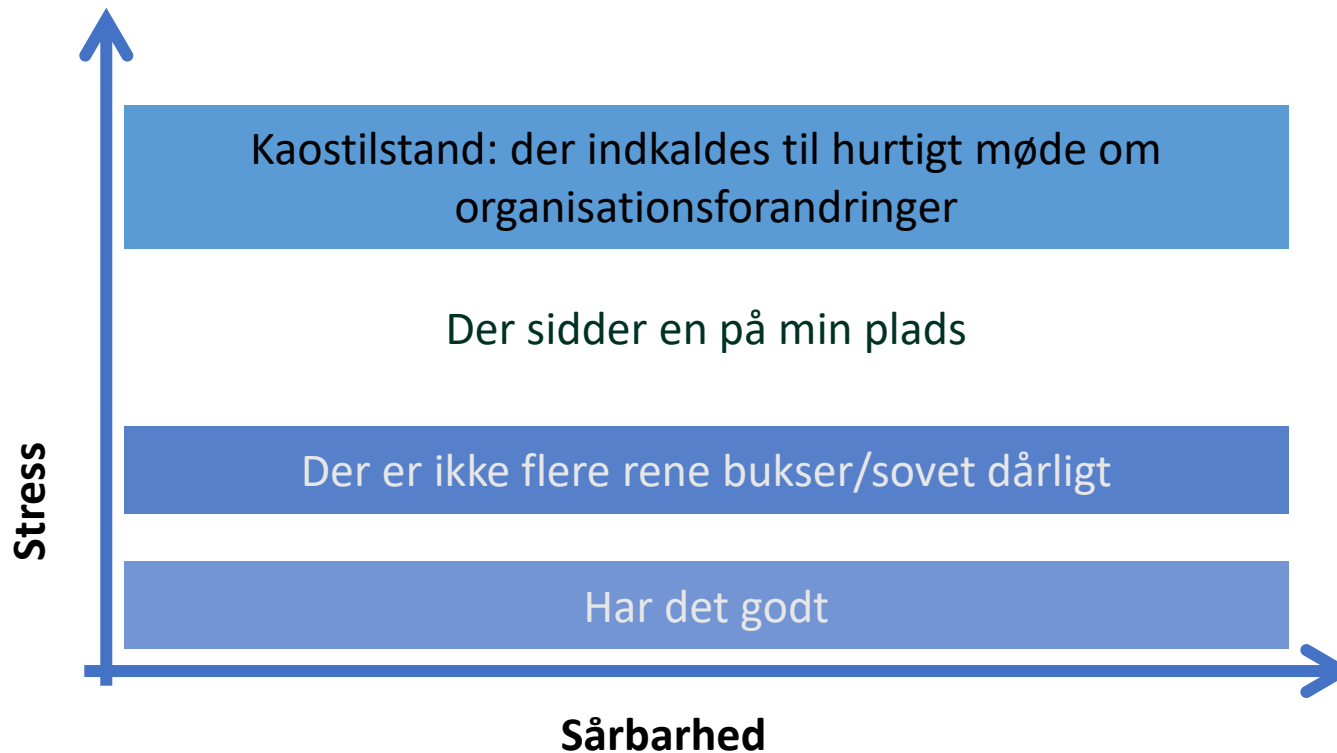 Kaostilstand: der indkaldes til hurtigt møde om
organisationsforandringer
Der sidder en på min plads
Der er ikke flere rene bukser/sovet dårligt
Har det godt
Stress
Sårbarhed